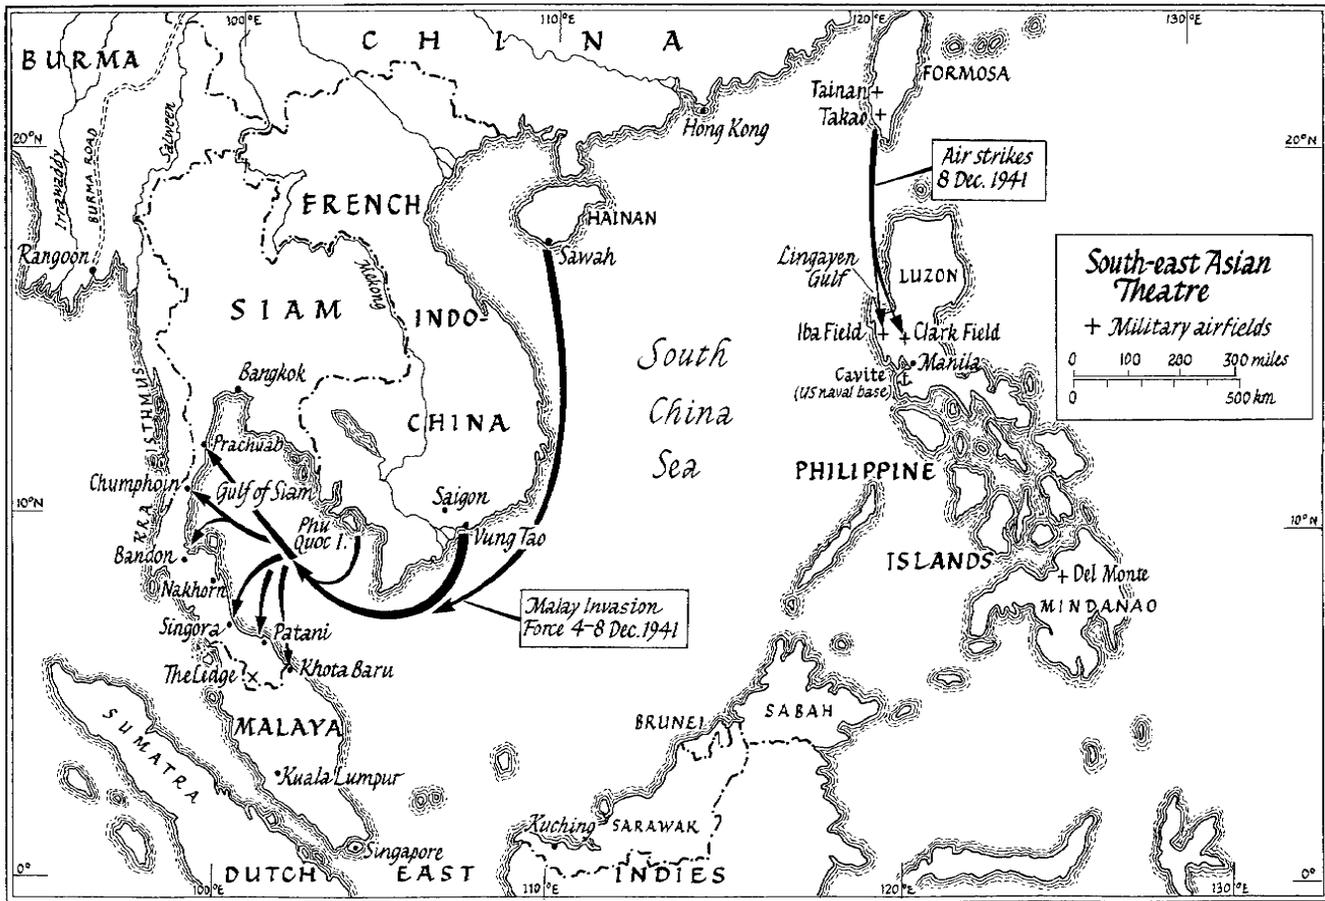 100°E
110°E
120°E
130°E
BURMA
CHINA
FORMOSA
Tainan
Takao
Hong Kong
20°N
20°N
Irrawaddy
BURMA ROAD
Salween
Air strikes
8 Dec. 1941
FRENCH
HAINAN
Rangoon
Sawah
Lingayen
Gulf
LUZON
South-east Asian
Theatre
+ Military airfields
0 100 200 300 miles
0 500 km
Mekong
SIAM
INDO-
Iba Field
Clark Field
Manila
Cavite
(US naval base)
South
China
Sea
KRA ISTHMUS
Bangkok
CHINA
Prachuab
PHILIPPINE
Chumphorn
Gulf of Siam
Saigon
10°N
10°N
Phu
Quoc I.
Vung Tao
Bandon
ISLANDS
Del Monte
Nakhorn
MINDANAO
Malay Invasion
Force 4-8 Dec. 1941
Singora
Patani
The Ledge
Khota Baru
SUMATRA
MALAYA
BRUNEI
SABAH
Kuala Lumpur
Kuching
SARAWAK
Singapore
0°
DUTCH EAST INDIES
0°
100°E
110°E
120°E
130°E